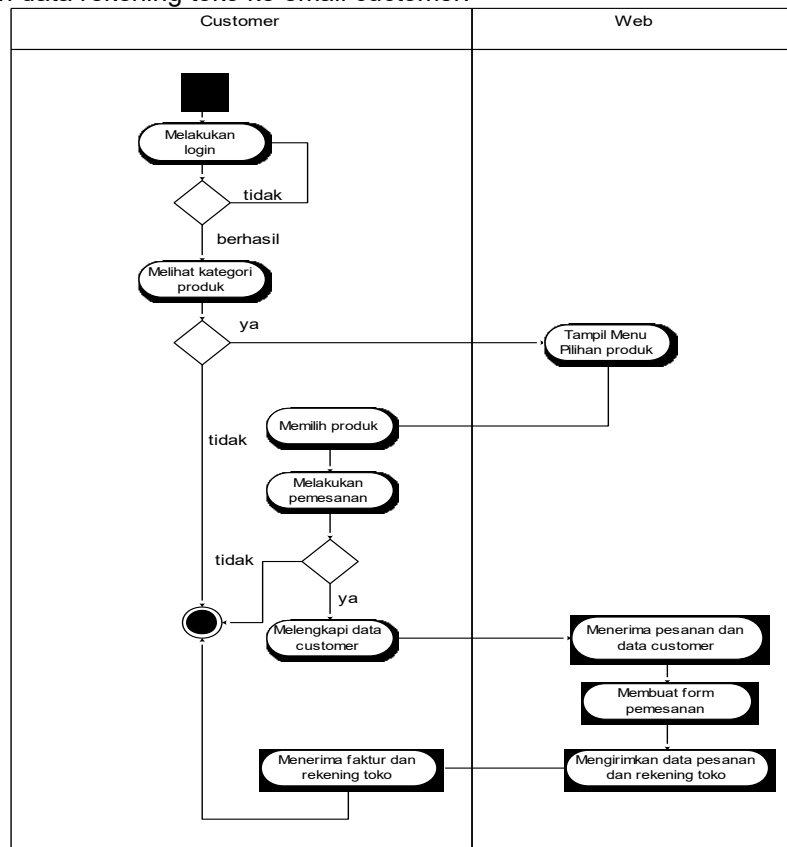 data rekening toko ke email customer.
Customer
Web
Melakukan
login
tidak
berhasil
Melihat kategori
produk
ya
Tampil Menu
Pilihan produk
tidak
Memilih produk
Melakukan
pemesanan
tidak
ya
Melengkapi data
customer
Menerima pesanan dan
data customer
Membuat form
pemesanan
Menerima faktur dan
rekening toko
Mengirimkan data pesanan
dan rekening toko